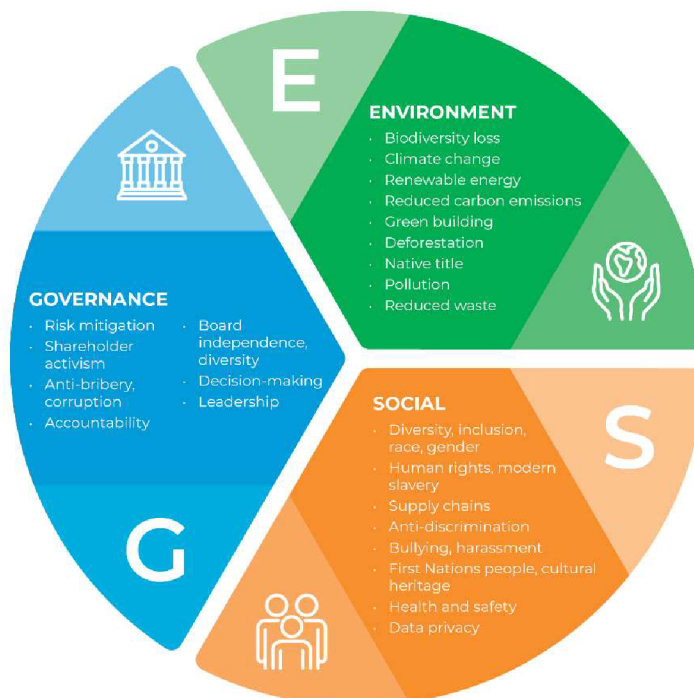 E
ENVIRONMENT
· Biodiversity loss
· Climate change
· Renewable energy
· Reduced carbon emissions
· Green building
· Deforestation
· Native title
· Pollution
· Reduced waste
GOVERNANCE
· Risk mitigation
· Shareholder
activism
· Anti-bribery,
corruption
· Accountability
· Board
independence,
diversity
· Decision-making
· Leadership
G
SOCIAL
· Diversity, inclusion,
race, gender
· Human rights, modern
slavery
· Supply chains
· Anti-discrimination
· Bullying, harassment
· First Nations people, cultural
heritage
· Health and safety
· Data privacy
S